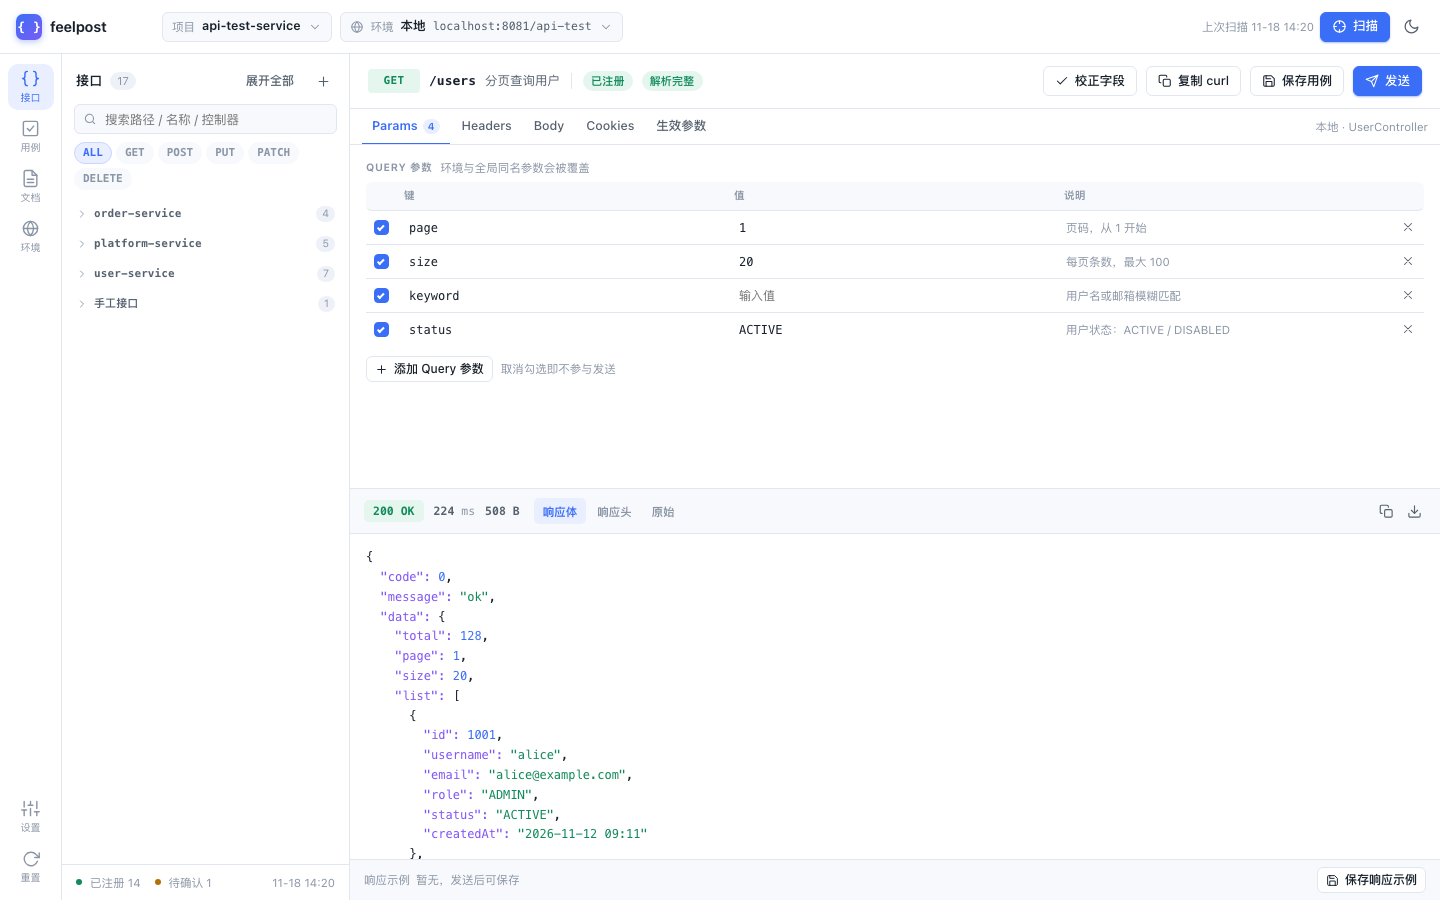 { } feelpost
项目 api-test-service
环境 本地 localhost:8081/api-test
上次扫描 11-18 14:20
扫描
接口
用例
文档
环境
设置
重置
接口 17
展开全部
搜索路径 / 名称 / 控制器
ALL GET POST PUT PATCH
DELETE
order-service 4
platform-service 5
user-service 7
手工接口 1
已注册 14 待确认 1 11-18 14:20
GET /users 分页查询用户 已注册 解析完整
校正字段 复制 curl 保存用例 发送
Params 4 Headers Body Cookies 生效参数
本地 · UserController
QUERY 参数 环境与全局同名参数会被覆盖
键 值 说明
page 1 页码，从 1 开始
size 20 每页条数，最大 100
keyword 输入值 用户名或邮箱模糊匹配
status ACTIVE 用户状态：ACTIVE / DISABLED
添加 Query 参数 取消勾选即不参与发送
200 OK 224 ms 508 B 响应体 响应头 原始
{
"code": 0,
"message": "ok",
"data": {
"total": 128,
"page": 1,
"size": 20,
"list": [
{
"id": 1001,
"username": "alice",
"email": "alice@example.com",
"role": "ADMIN",
"status": "ACTIVE",
"createdAt": "2026-11-12 09:11"
},
响应示例 暂无，发送后可保存
保存响应示例